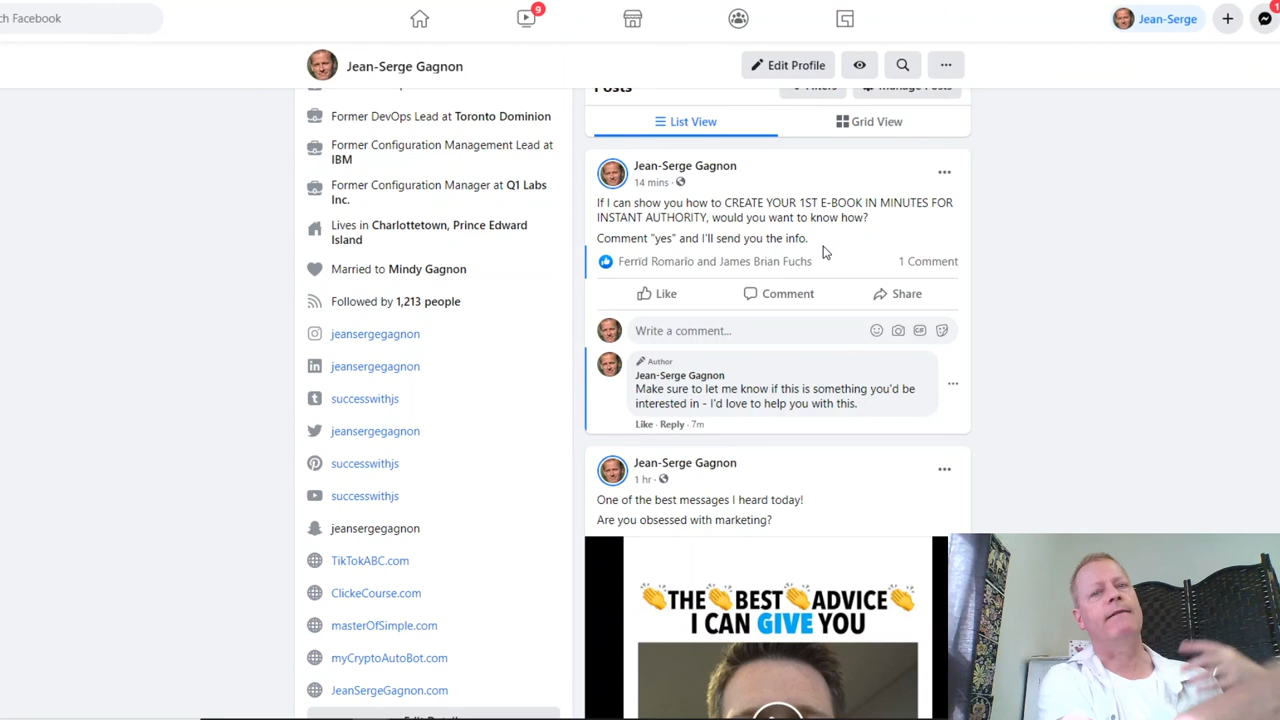 ch Facebook
9
Jean-Serge
1
Jean-Serge Gagnon
Edit Profile
Posts
Filters
Manage Posts
List View
Grid View
Former DevOps Lead at Toronto Dominion
Former Configuration Management Lead at
IBM
Former Configuration Manager at Q1 Labs
Inc.
Lives in Charlottetown, Prince Edward
Island
Married to Mindy Gagnon
Followed by 1,213 people
jeansergegagnon
jeansergegagnon
successwithjs
jeansergegagnon
successwithjs
successwithjs
jeansergegagnon
TikTokABC.com
ClickeCourse.com
masterOfSimple.com
myCryptoAutoBot.com
JeanSergeGagnon.com
Jean-Serge Gagnon
14 mins
If I can show you how to CREATE YOUR 1ST E-BOOK IN MINUTES FOR
INSTANT AUTHORITY, would you want to know how?
Comment "yes" and I'll send you the info.
Ferrid Romario and James Brian Fuchs
1 Comment
Like
Comment
Share
Write a comment...
GIF
Author
Jean-Serge Gagnon
Make sure to let me know if this is something you'd be
interested in - I'd love to help you with this.
Like · Reply · 7m
Jean-Serge Gagnon
1 hr
One of the best messages I heard today!
Are you obsessed with marketing?
👏THE👏BEST👏ADVICE👏
I CAN GIVE YOU